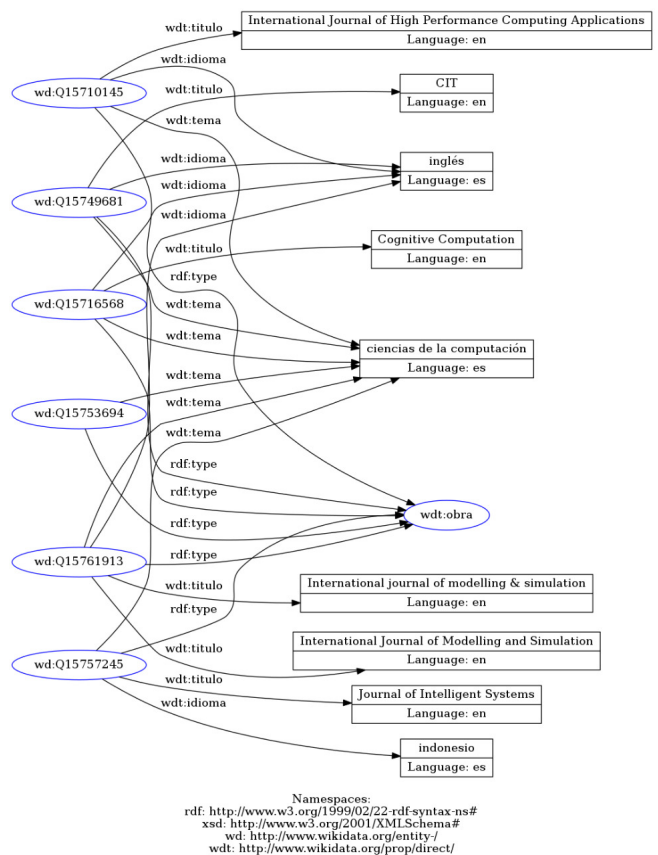 International Journal of High Performance Computing Applications
wdt:titulo
Language: en
wdt:idioma
CIT
wd:Q15710145
wdt:titulo
Language: en
wdt:tema
inglés
wdt:idioma
Language: es
wdt:idioma
wd:Q15749681
wdt:idioma
Cognitive Computation
wdt:titulo
Language: en
rdf:type
wd:Q15716568
wdt:tema
wdt:tema
ciencias de la computación
Language: es
wdt:tema
wdt:tema
wd:Q15753694
wdt:tema
rdf:type
rdf:type
wdt:obra
rdf:type
rdf:type
wd:Q15761913
International journal of modelling & simulation
wdt:titulo
Language: en
rdf:type
International Journal of Modelling and Simulation
wdt:titulo
Language: en
wd:Q15757245
wdt:titulo
Journal of Intelligent Systems
wdt:idioma
Language: en
indonesio
Language: es
Namespaces:
rdf: http://www.w3.org/1999/02/22-rdf-syntax-ns#
xsd: http://www.w3.org/2001/XMLSchema#
wd: http://www.wikidata.org/entity-/
wdt: http://www.wikidata.org/prop/direct/